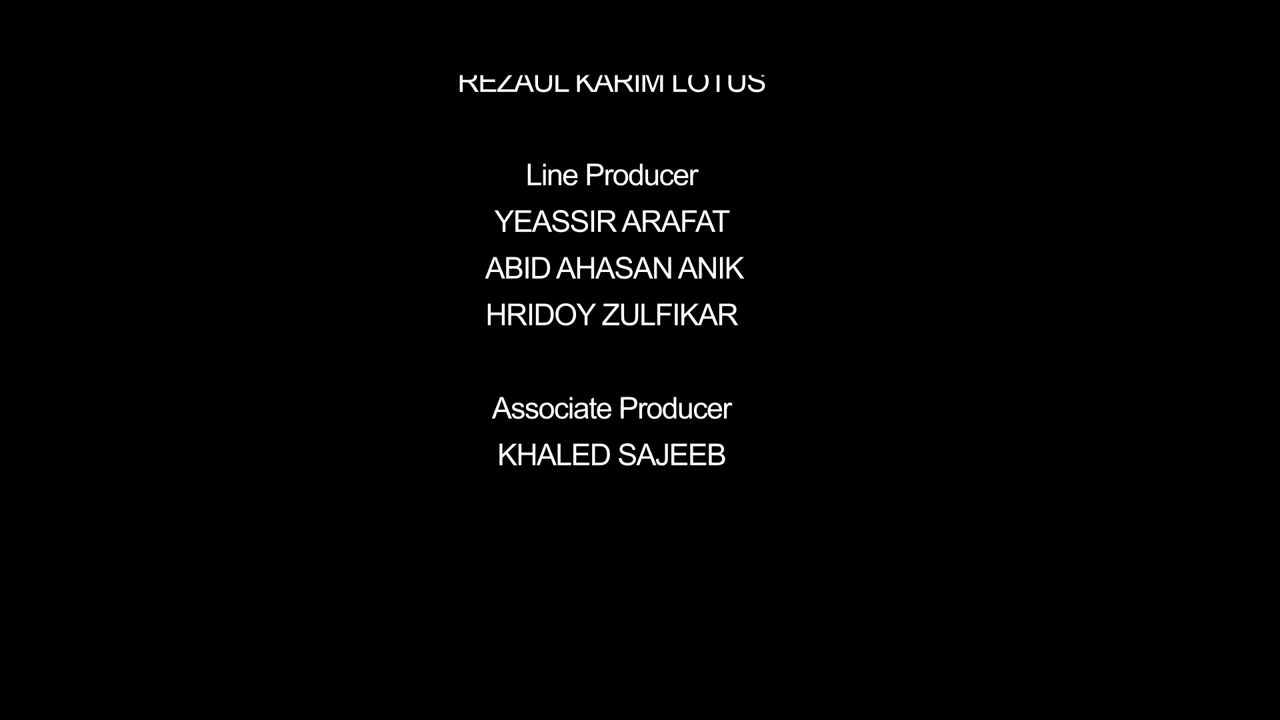 REZAUL KARIM LOTUS
Line Producer
YEASSIR ARAFAT
ABID AHASAN ANIK
HRIDOY ZULFIKAR
Associate Producer
KHALED SAJEEB